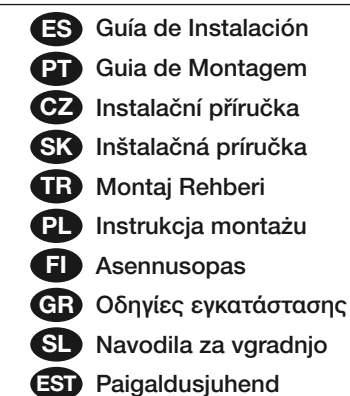 ES Guía de Instalación
PT Guia de Montagem
CZ Instalační příručka
SK Inštalačná príručka
TR Montaj Rehberi
PL Instrukcja montażu
FI Asennusopas
GR Οδηγίες εγκατάστασης
SL Navodila za vgradnjo
EST Paigaldusjuhend